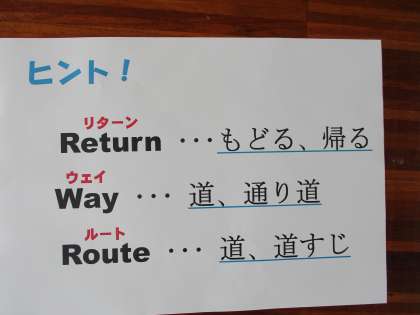 ヒント！
リターン
Return ･･･もどる、帰る
ウェイ
Way ･･･ 道、通り道
ルート
Route ･･･ 道、道すじ